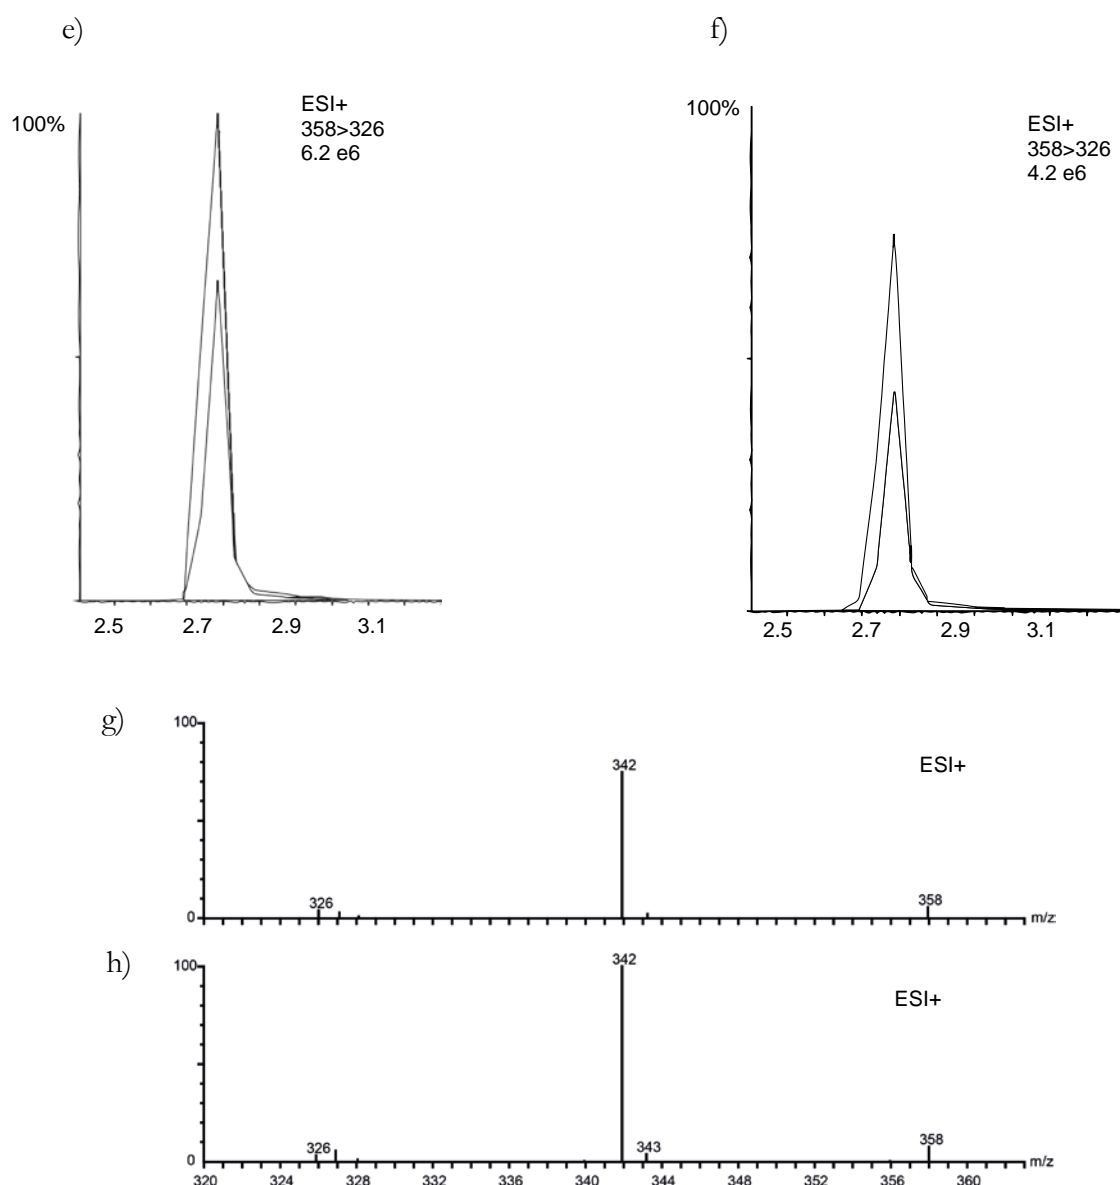 e)
f)
ESI+
358>326
6.2 e6
100%
ESI+
358>326
4.2 e6
100%
2.5 2.7 2.9 3.1
2.5 2.7 2.9 3.1
g)
100
342
ESI+
326
358
0
m/z
h)
100
342
ESI+
326
343
358
0
m/z
320 324 328 332 336 340 344 348 352 356 360